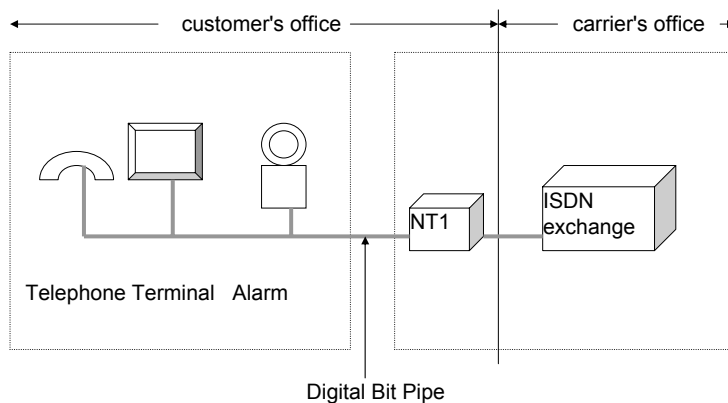 customer's office
carrier's office
NT1
ISDN
exchange
Telephone Terminal Alarm
Digital Bit Pipe